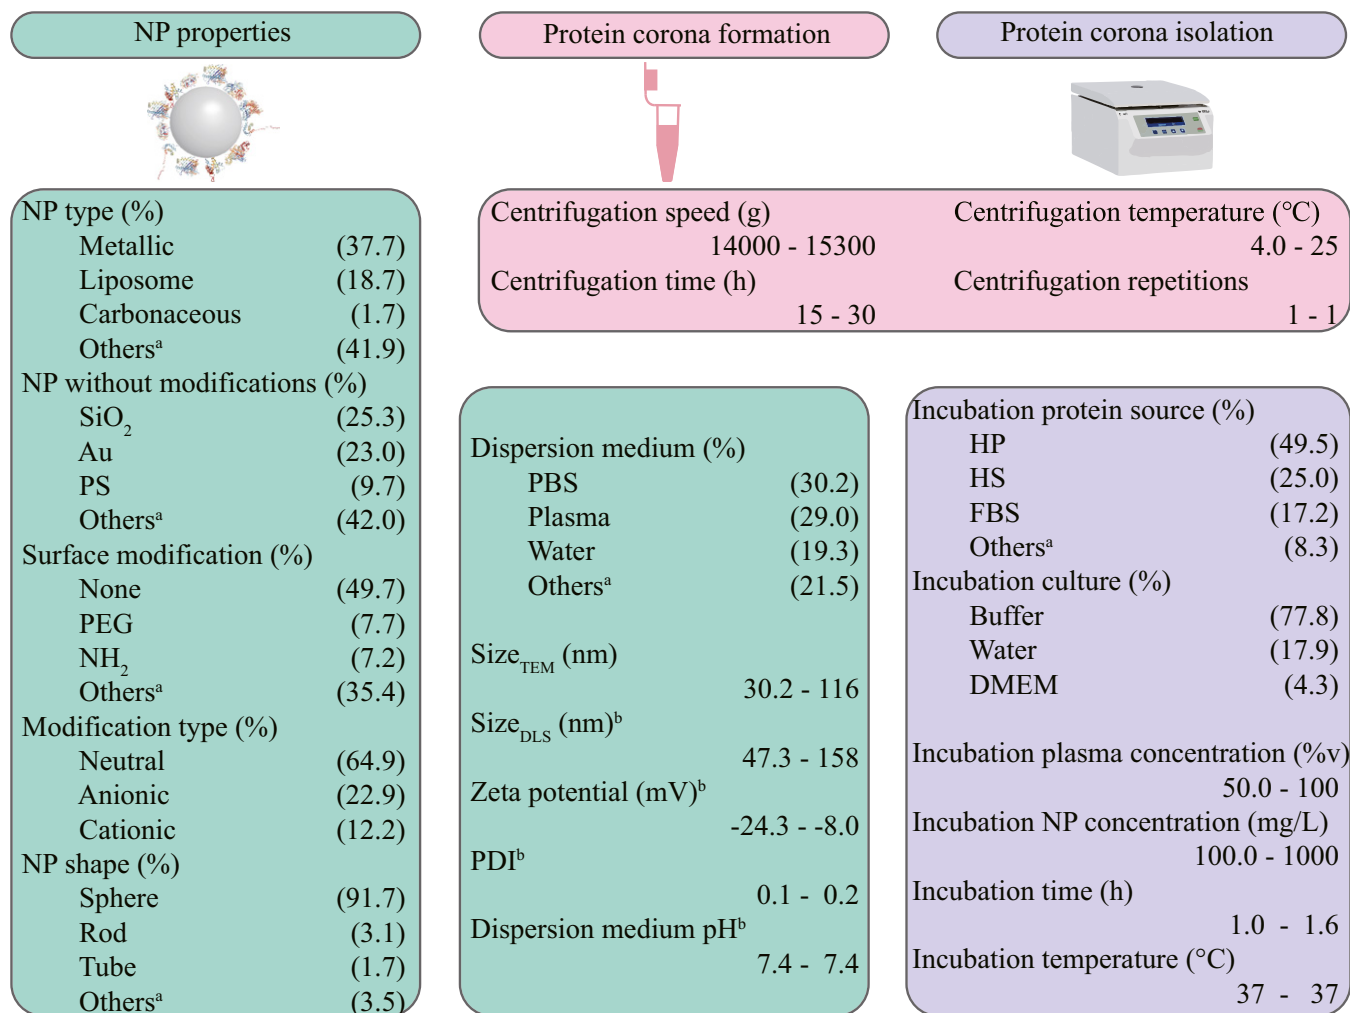 NP properties
Protein corona formation
Protein corona isolation
NP type (%)
Metallic (37.7)
Liposome (18.7)
Carbonaceous (1.7)
Othersᵃ (41.9)
NP without modifications (%)
SiO₂ (25.3)
Au (23.0)
PS (9.7)
Othersᵃ (42.0)
Surface modification (%)
None (49.7)
PEG (7.7)
NH₂ (7.2)
Othersᵃ (35.4)
Modification type (%)
Neutral (64.9)
Anionic (22.9)
Cationic (12.2)
NP shape (%)
Sphere (91.7)
Rod (3.1)
Tube (1.7)
Othersᵃ (3.5)
Centrifugation speed (g)
14000 - 15300
Centrifugation time (h)
15 - 30
Centrifugation temperature (°C)
4.0 - 25
Centrifugation repetitions
1 - 1
Dispersion medium (%)
PBS (30.2)
Plasma (29.0)
Water (19.3)
Othersᵃ (21.5)
Size_TEM (nm)
30.2 - 116
Size_DLS (nm)ᵇ
47.3 - 158
Zeta potential (mV)ᵇ
-24.3 - -8.0
PDIᵇ
0.1 - 0.2
Dispersion medium pHᵇ
7.4 - 7.4
Incubation protein source (%)
HP (49.5)
HS (25.0)
FBS (17.2)
Othersᵃ (8.3)
Incubation culture (%)
Buffer (77.8)
Water (17.9)
DMEM (4.3)
Incubation plasma concentration (%v)
50.0 - 100
Incubation NP concentration (mg/L)
100.0 - 1000
Incubation time (h)
1.0 - 1.6
Incubation temperature (°C)
37 - 37